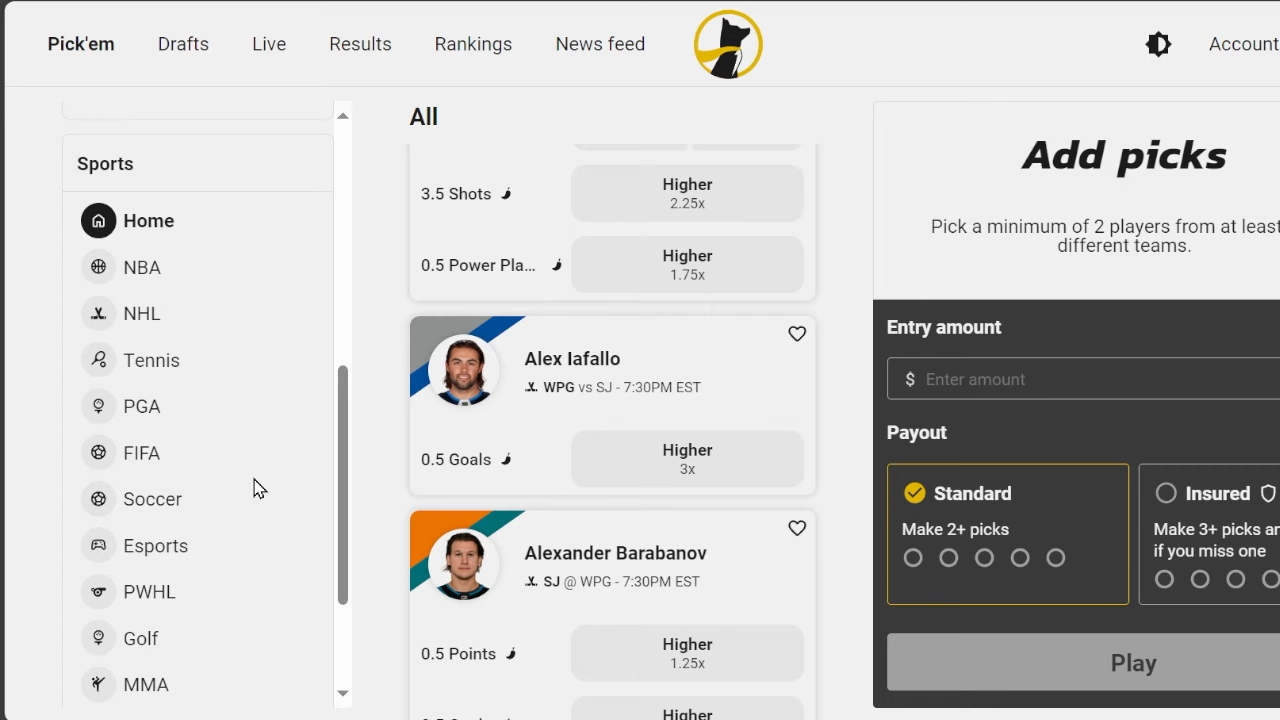 Pick'em
Drafts
Live
Results
Rankings
News feed
Account
Sports
Home
NBA
NHL
Tennis
PGA
FIFA
Soccer
Esports
PWHL
Golf
MMA
All
3.5 Shots
Higher
2.25x
0.5 Power Pla...
Higher
1.75x
Alex Iafallo
WPG vs SJ - 7:30PM EST
0.5 Goals
Higher
3x
Alexander Barabanov
SJ @ WPG - 7:30PM EST
0.5 Points
Higher
1.25x
Higher
Add picks
Pick a minimum of 2 players from at least
different teams.
Entry amount
$ Enter amount
Payout
Standard
Make 2+ picks
Insured
Make 3+ picks
if you miss one
Play